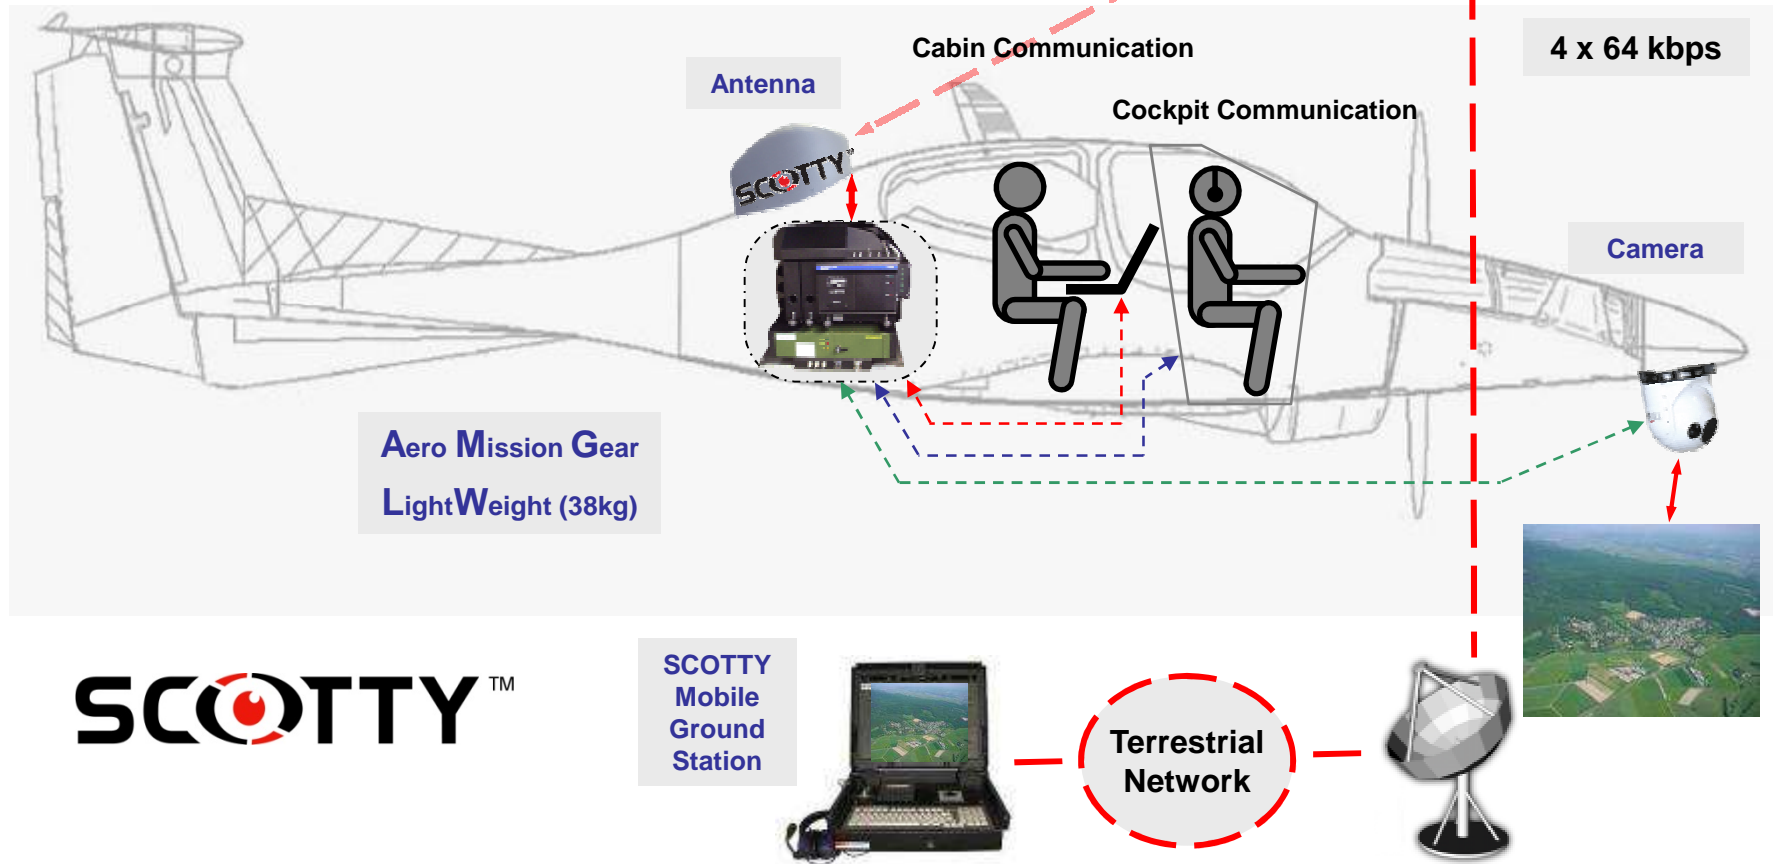 Cabin Communication
4 x 64 kbps
Antenna
Cockpit Communication
SCOTTY™
Camera
Aero Mission Gear
LightWeight (38kg)
SCOTTY™
SCOTTY
Mobile
Ground
Station
Terrestrial
Network